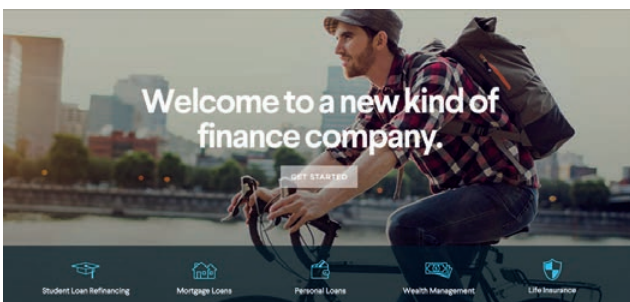 Welcome to a new kind of
finance company.
GET STARTED
Student Loan Refinancing
Mortgage Loans
Personal Loans
Wealth Management
Life Insurance